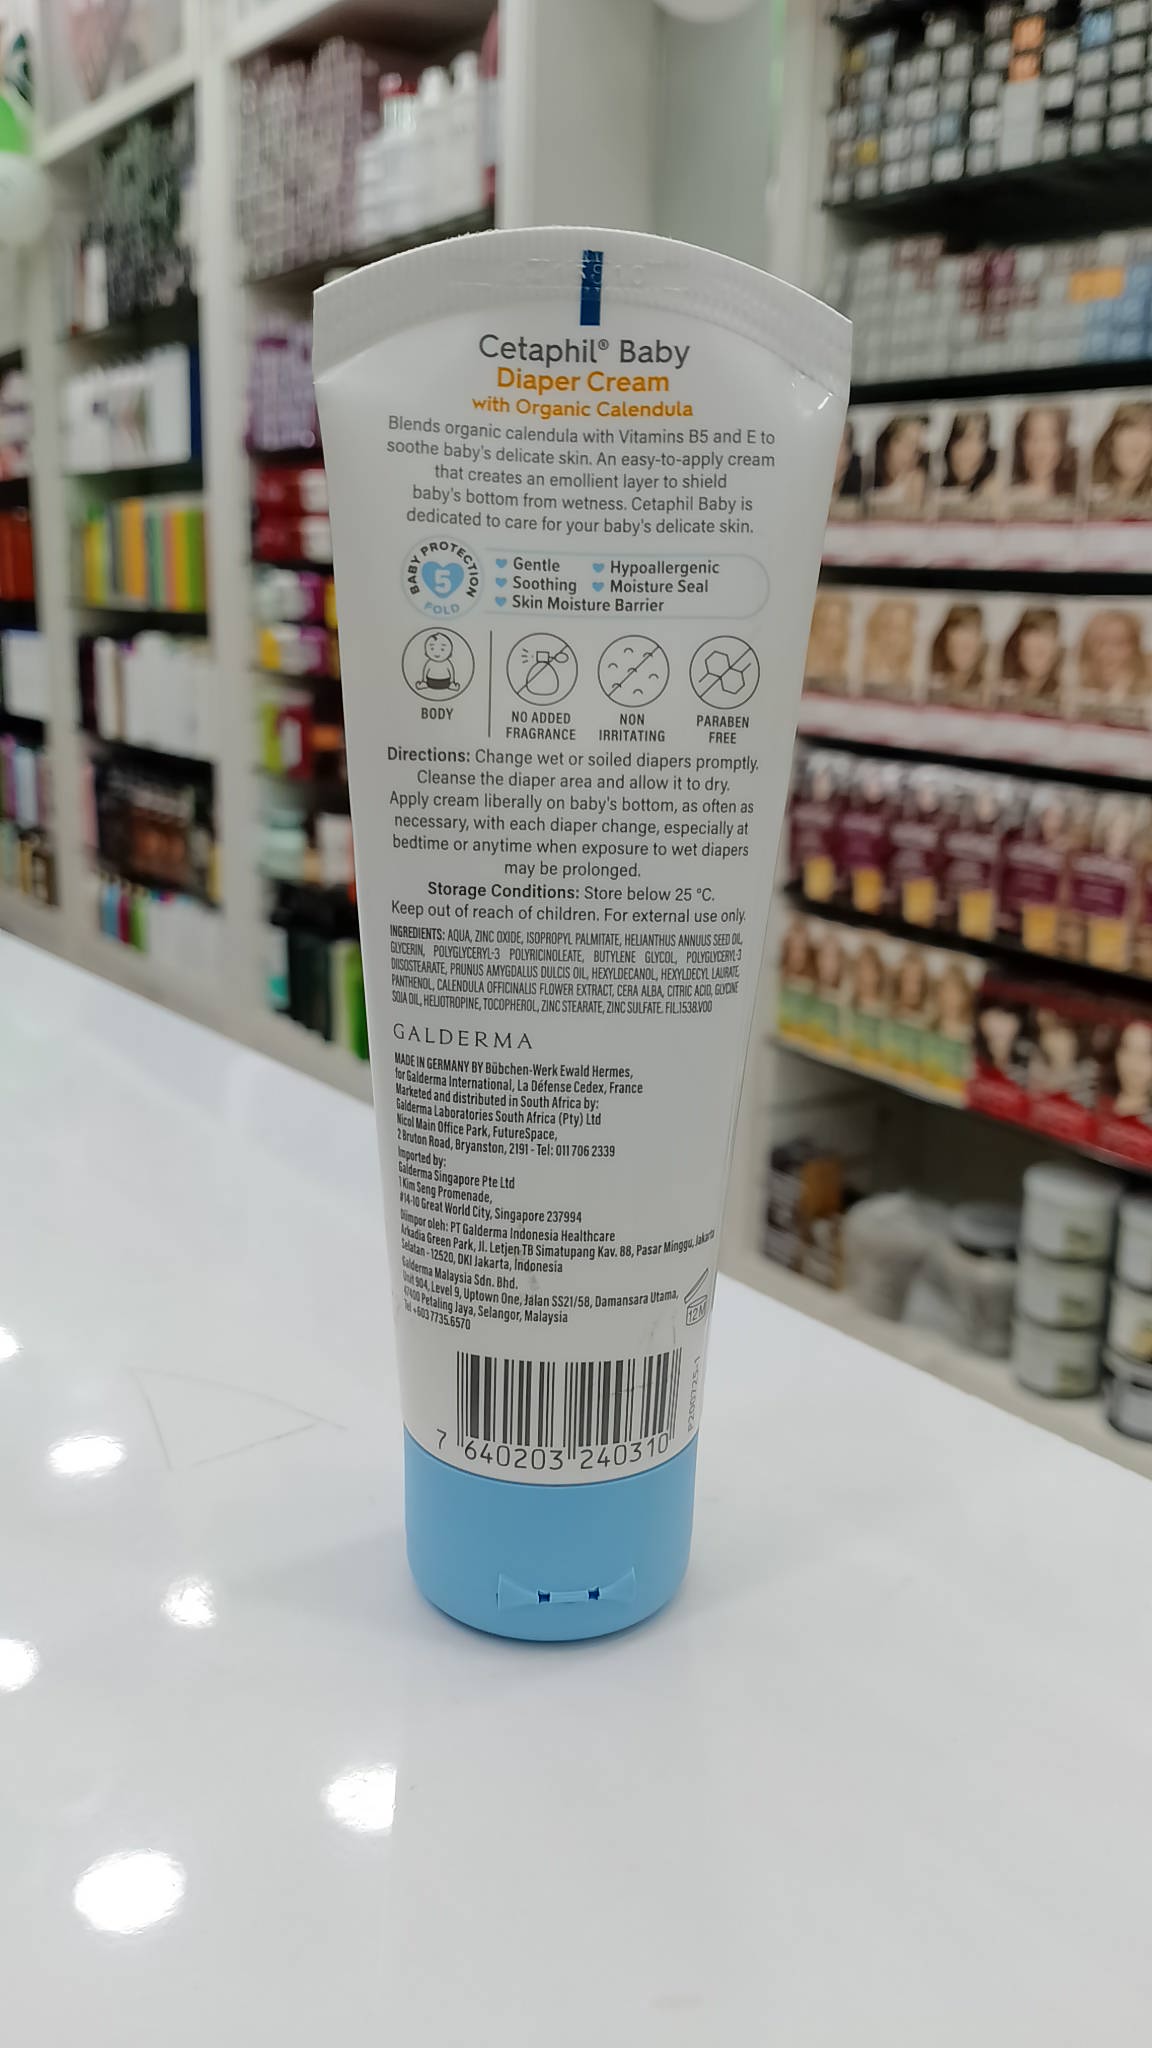 Cetaphil® Baby
Diaper Cream
with Organic Calendula
Blends organic calendula with Vitamins B5 and E to
soothe baby's delicate skin. An easy-to-apply cream
that creates an emollient layer to shield
baby's bottom from wetness. Cetaphil Baby is
dedicated to care for your baby's delicate skin.
BABY PROTECTION
5
FOLD
Gentle
Hypoallergenic
Soothing
Moisture Seal
Skin Moisture Barrier
BODY
NO ADDED
FRAGRANCE
NON
IRRITATING
PARABEN
FREE
Directions: Change wet or soiled diapers promptly.
Cleanse the diaper area and allow it to dry.
Apply cream liberally on baby's bottom, as often as
necessary, with each diaper change, especially at
bedtime or anytime when exposure to wet diapers
may be prolonged.
Storage Conditions: Store below 25 °C.
Keep out of reach of children. For external use only.
INGREDIENTS: AQUA, ZINC OXIDE, ISOPROPYL PALMITATE, HELIANTHUS ANNUUS SEED OIL,
GLYCERIN, POLYGLYCERYL-3 POLYRICINOLEATE, BUTYLENE GLYCOL, POLYGLYCERYL-3
DIISOSTEARATE, PRUNUS AMYGDALUS DULCIS OIL, HEXYLDECANOL, HEXYLDECYL LAURATE,
PANTHENOL, CALENDULA OFFICINALIS FLOWER EXTRACT, CERA ALBA, CITRIC ACID, GLYCINE
SOJA OIL, HELIOTROPINE, TOCOPHEROL, ZINC STEARATE, ZINC SULFATE. FIL.1538.V00
GALDERMA
MADE IN GERMANY BY Bübchen-Werk Ewald Hermes,
for Galderma International, La Défense Cedex, France
Marketed and distributed in South Africa by:
Galderma Laboratories South Africa (Pty) Ltd
Nicol Main Office Park, FutureSpace,
2 Bruton Road, Bryanston, 2191 - Tel: 011 706 2339
Imported by:
Galderma Singapore Pte Ltd
1 Kim Seng Promenade,
#14-10 Great World City, Singapore 237994
Diimpor oleh: PT Galderma Indonesia Healthcare
Arkadia Green Park, Jl. Letjen TB Simatupang Kav. 88, Pasar Minggu, Jakarta
Selatan - 12520, DKI Jakarta, Indonesia
Galderma Malaysia Sdn. Bhd.
Unit 904, Level 9, Uptown One, Jalan SS21/58, Damansara Utama,
47400 Petaling Jaya, Selangor, Malaysia
Tel +603 7735.6570
12M
P200725-1
7 640203 240310